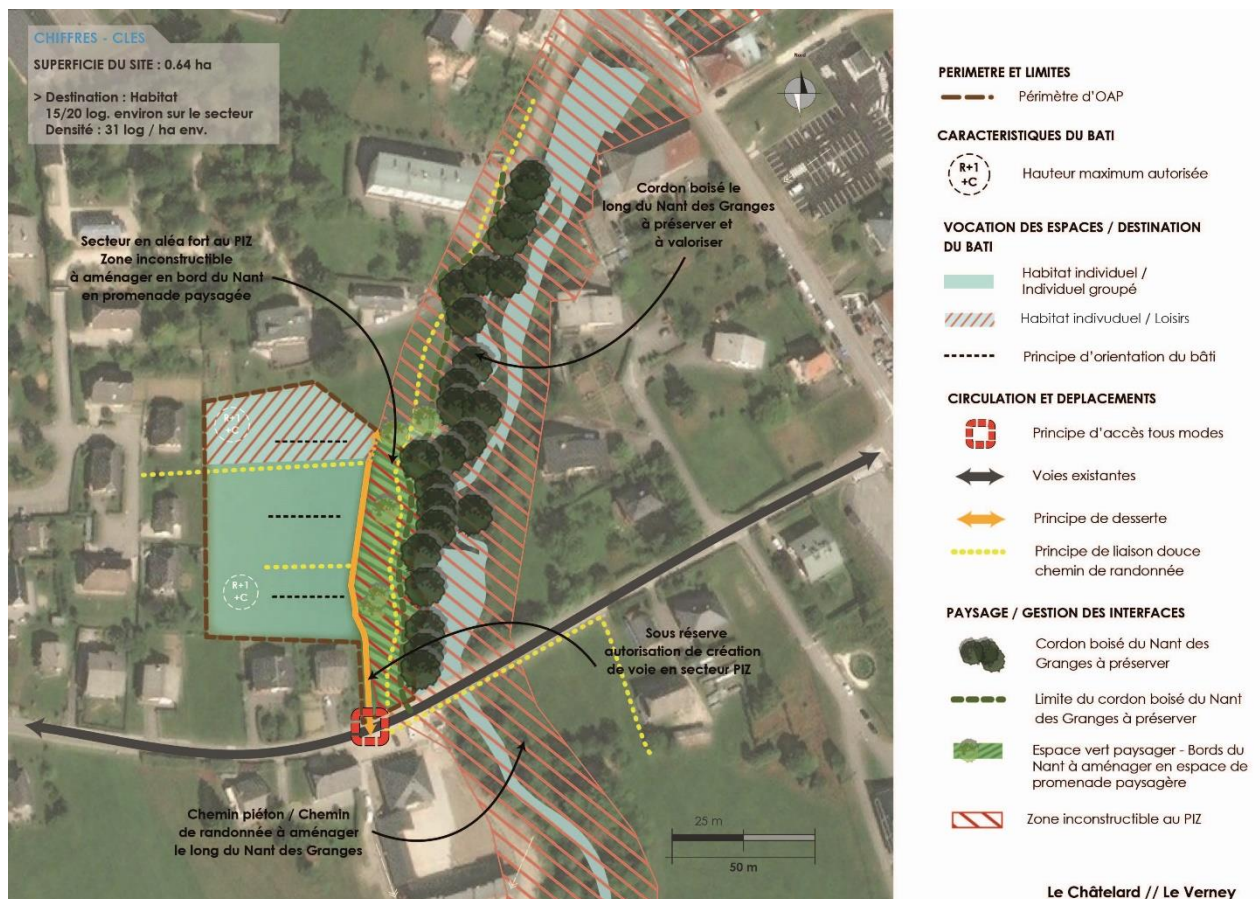 CHIFFRES - CLES
SUPERFICIE DU SITE : 0.64 ha
> Destination : Habitat
15/20 log. environ sur le secteur
Densité : 31 log / ha env.
Nord
Cordon boisé le
long du Nant des Granges
à préserver et
à valoriser
Secteur en aléa fort au PIZ
Zone inconstructible
à aménager en bord du Nant
en promenade paysagée
R+1
+C
R+1
+C
Sous réserve
autorisation de création
de voie en secteur PIZ
Chemin piéton / Chemin
de randonnée à aménager
le long du Nant des Granges
25 m
50 m
PERIMETRE ET LIMITES
Périmètre d'OAP
CARACTERISTIQUES DU BATI
R+1
+C
Hauteur maximum autorisée
VOCATION DES ESPACES / DESTINATION
DU BATI
Habitat individuel /
Individuel groupé
Habitat indivuduel / Loisirs
Principe d'orientation du bâti
CIRCULATION ET DEPLACEMENTS
Principe d'accès tous modes
Voies existantes
Principe de desserte
Principe de liaison douce
chemin de randonnée
PAYSAGE / GESTION DES INTERFACES
Cordon boisé du Nant des
Granges à préserver
Limite du cordon boisé du Nant
des Granges à préserver
Espace vert paysager - Bords du
Nant à aménager en espace de
promenade paysagère
Zone inconstructible au PIZ
Le Châtelard // Le Verney